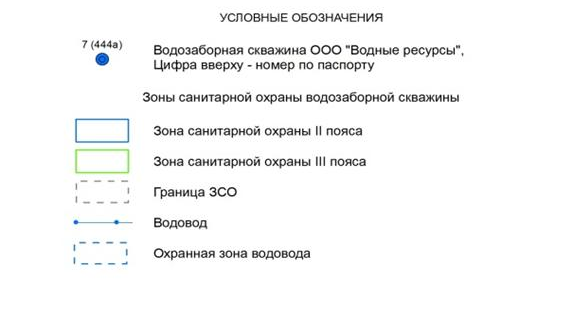 УСЛОВНЫЕ ОБОЗНАЧЕНИЯ
7 (444а)
Водозаборная скважина ООО "Водные ресурсы",
Цифра вверху - номер по паспорту
Зоны санитарной охраны водозаборной скважины
Зона санитарной охраны II пояса
Зона санитарной охраны III пояса
Граница ЗСО
Водовод
Охранная зона водовода